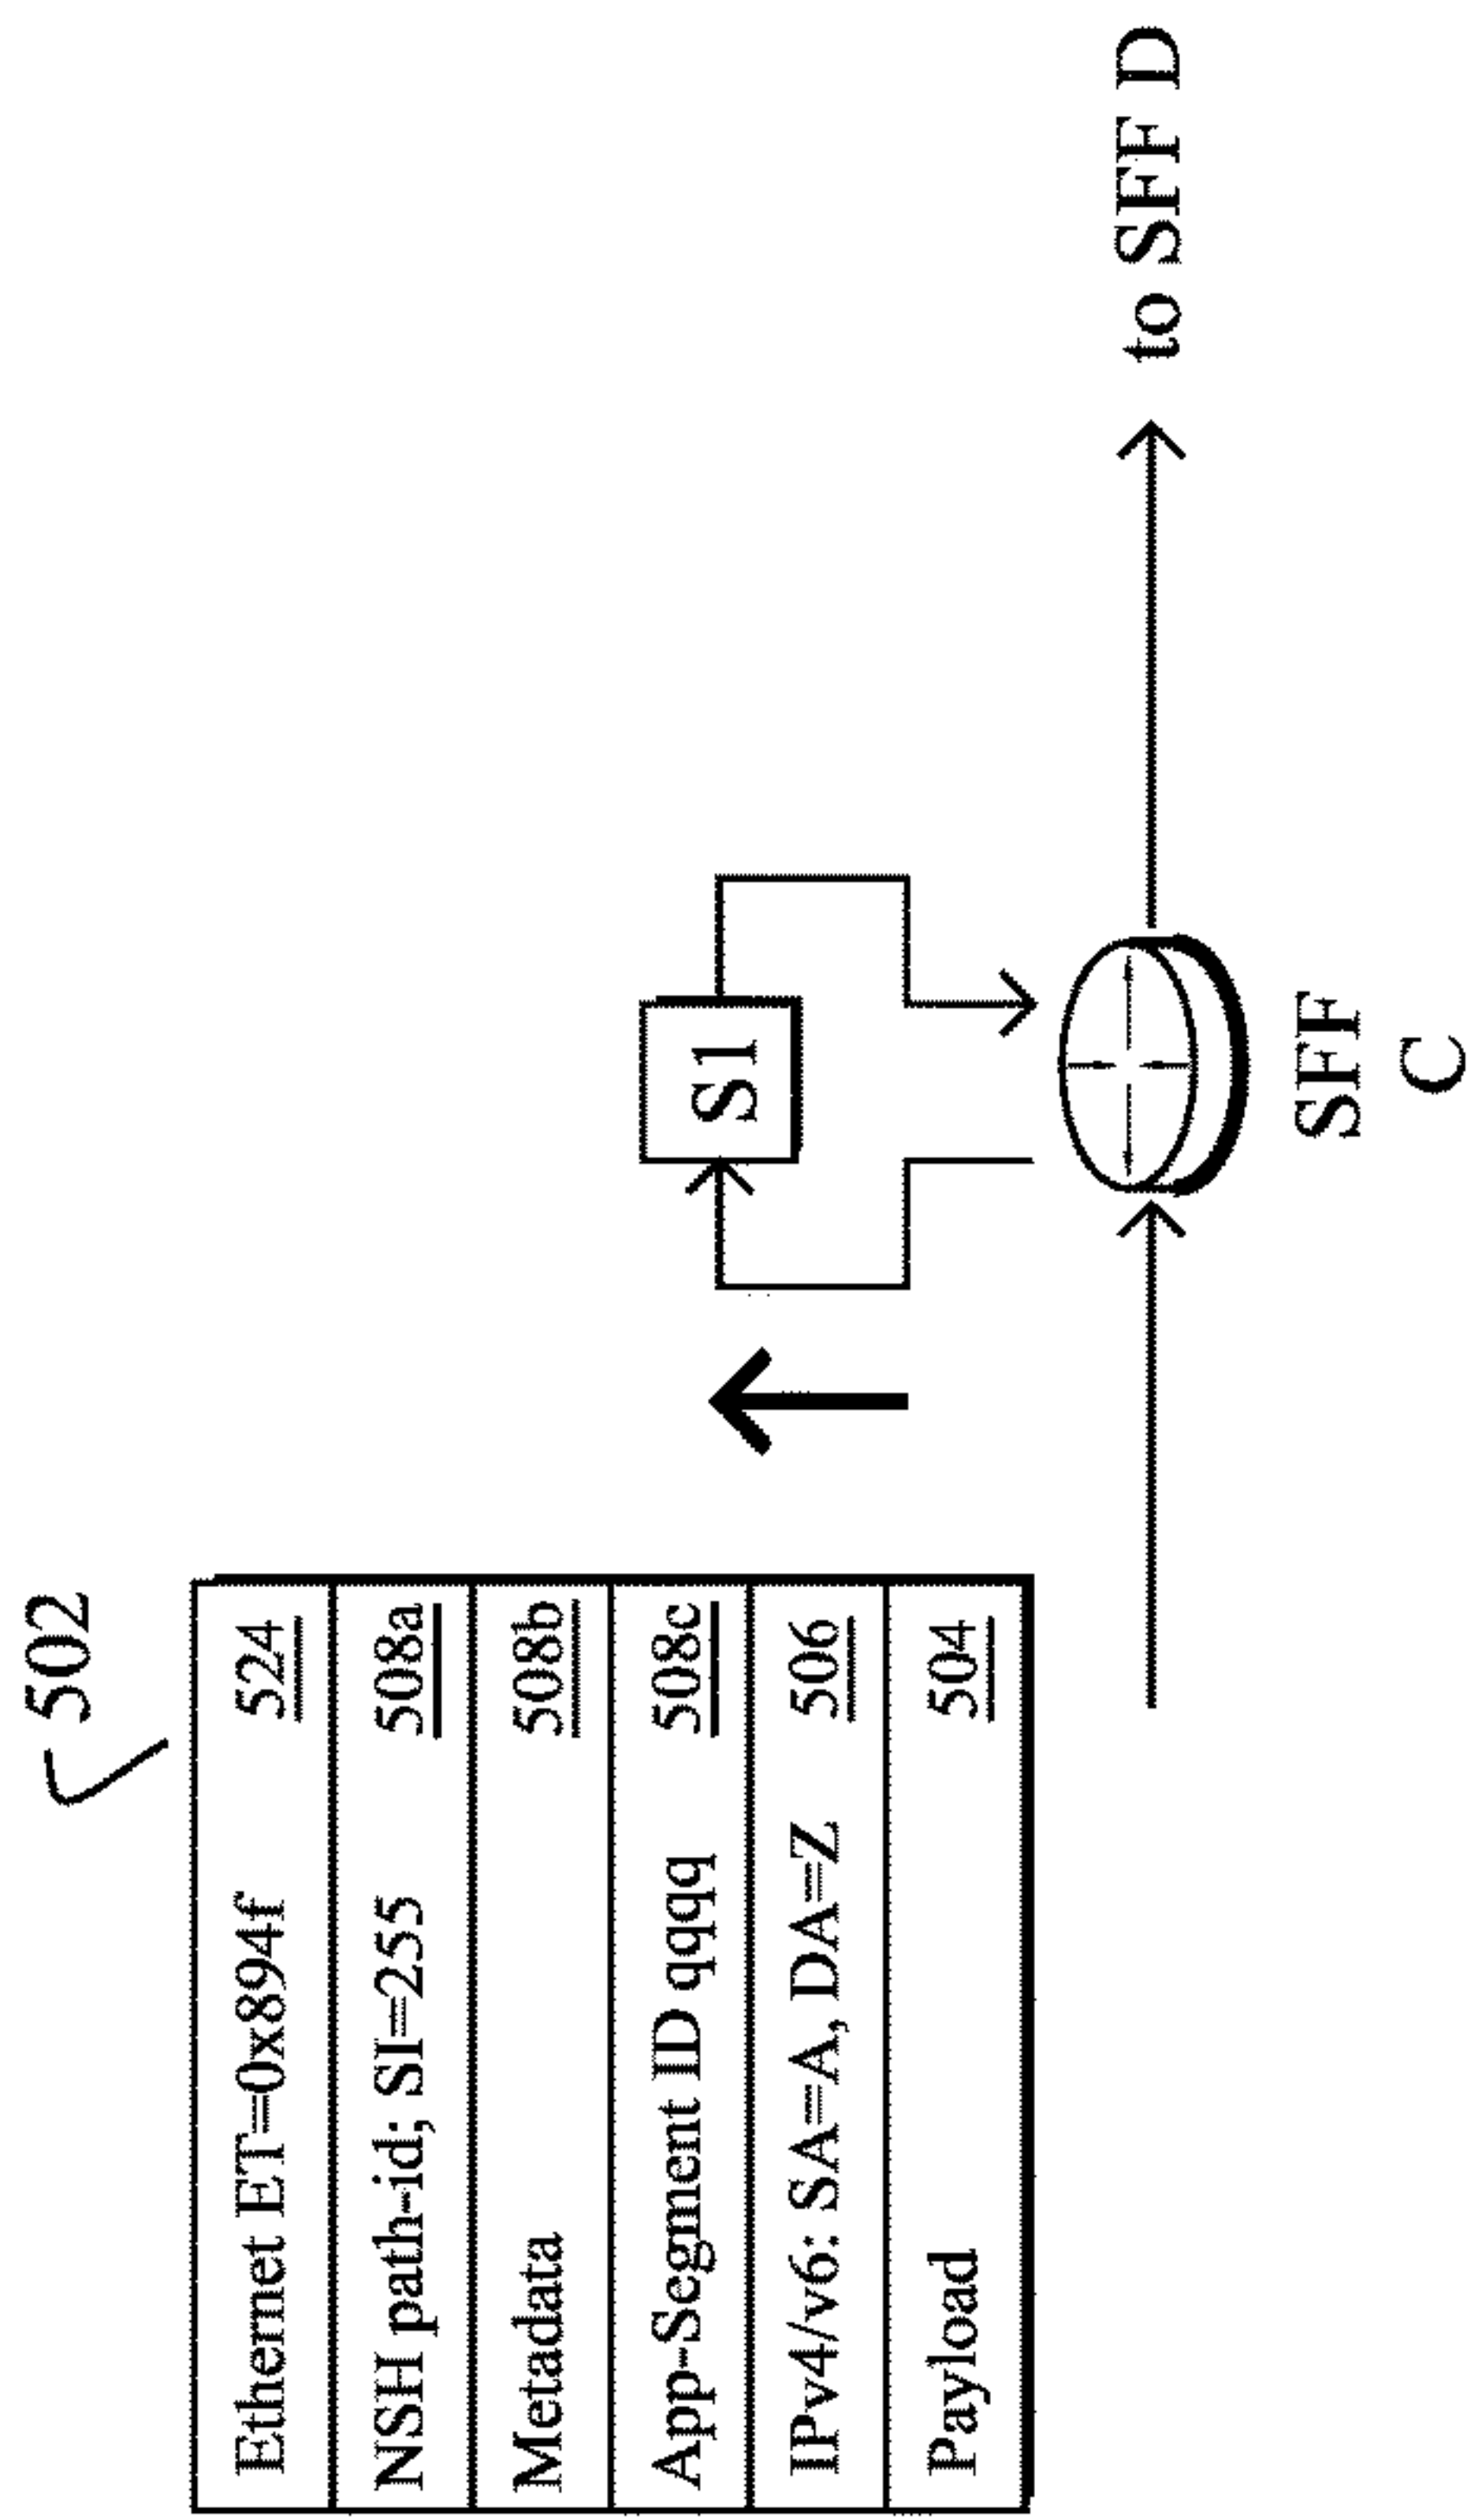 502
Ethernet ET=0x894f 524
NSH path-id; SI=255 508a
Metadata 508b
App-Segment ID qqqq 508c
IPv4/v6: SA=A, DA=Z 506
Payload 504
S1
SFF
C
to SFF D